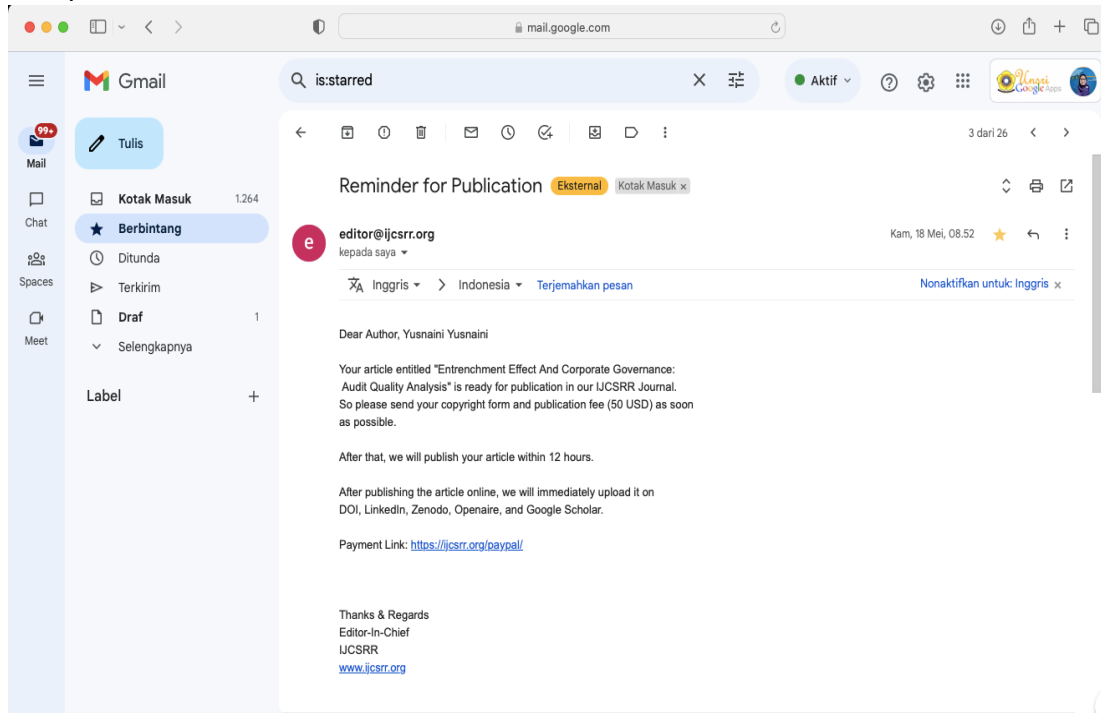 mail.google.com
Gmail
is:starred
Aktif
Unsri
Google Apps
99+
Mail
Chat
Spaces
Meet
Tulis
Kotak Masuk 1.264
Berbintang
Ditunda
Terkirim
Draf 1
Selengkapnya
Label
3 dari 26
Reminder for Publication Eksternal Kotak Masuk ×
e
editor@ijcsrr.org
Kam, 18 Mei, 08.52
kepada saya
Inggris > Indonesia Terjemahkan pesan
Nonaktifkan untuk: Inggris ×
Dear Author, Yusnaini Yusnaini
Your article entitled "Entrenchment Effect And Corporate Governance:
Audit Quality Analysis" is ready for publication in our IJCSRR Journal.
So please send your copyright form and publication fee (50 USD) as soon
as possible.
After that, we will publish your article within 12 hours.
After publishing the article online, we will immediately upload it on
DOI, LinkedIn, Zenodo, Openaire, and Google Scholar.
Payment Link: https://ijcsrr.org/paypal/
Thanks & Regards
Editor-In-Chief
IJCSRR
www.ijcsrr.org